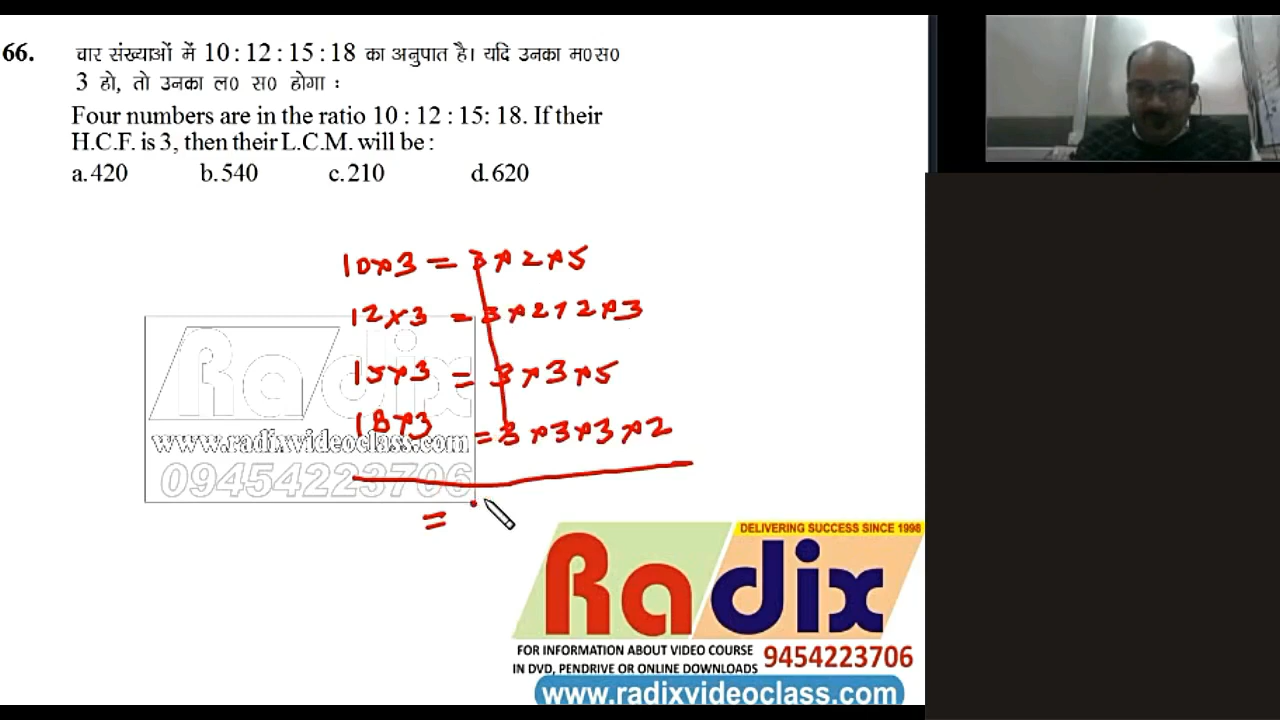 66. चार संख्याओं में 10 : 12 : 15 : 18 का अनुपात है। यदि उनका म0स0
3 हो, तो उनका ल0 स0 होगा :
Four numbers are in the ratio 10 : 12 : 15: 18. If their
H.C.F. is 3, then their L.C.M. will be :
a.420 b.540 c.210 d.620
10×3 = 3×2×5
12×3 = 3×2×2×3
15×3 = 3×3×5
18×3 = 3×3×3×2
=
Radix
www.radixvideoclass.com
09454223706
DELIVERING SUCCESS SINCE 1998
Radix
FOR INFORMATION ABOUT VIDEO COURSE
IN DVD, PENDRIVE OR ONLINE DOWNLOADS 9454223706
www.radixvideoclass.com